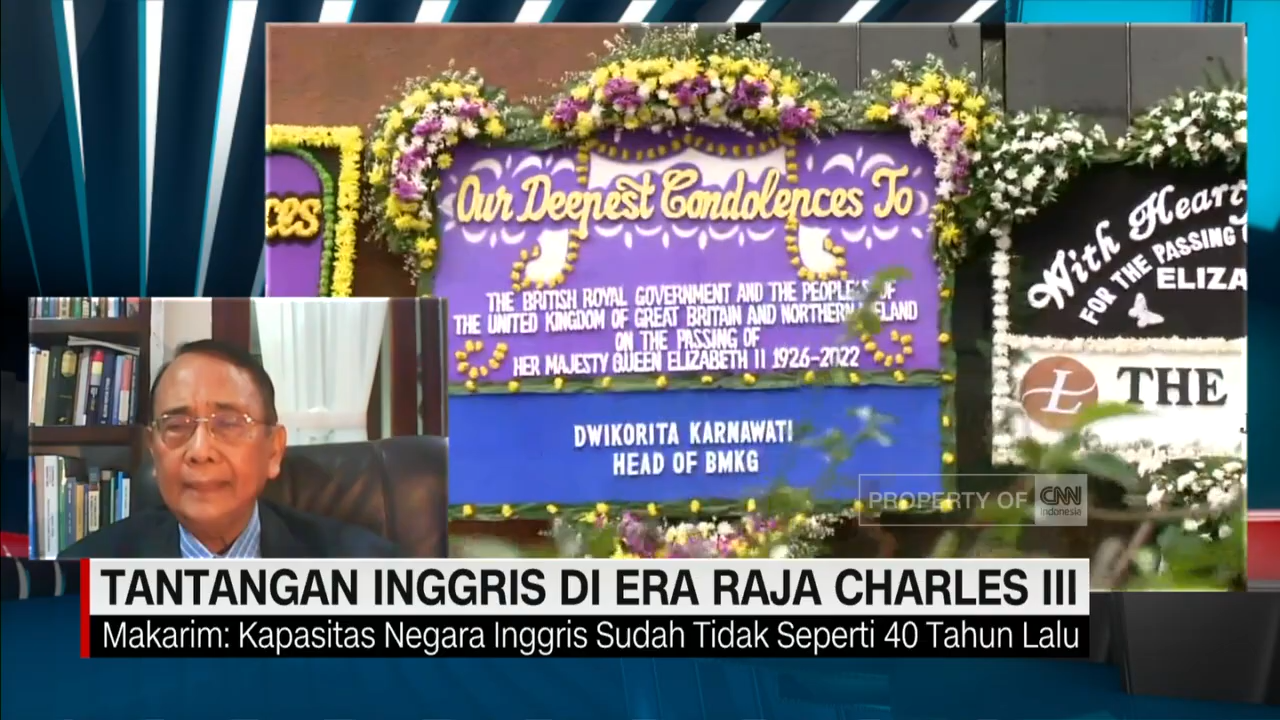 ces
Our Deepest Condolences To
THE BRITISH ROYAL GOVERNMENT AND THE PEOPLE'S OF
THE UNITED KINGDOM OF GREAT BRITAIN AND NORTHERN IRELAND
ON THE PASSING OF
HER MAJESTY QUEEN ELIZABETH II 1926-2022
DWIKORITA KARNAWATI
HEAD OF BMKG
With Heart
FOR THE PASSING
ELIZA
L THE
PROPERTY OF CNN
Indonesia
TANTANGAN INGGRIS DI ERA RAJA CHARLES III
Makarim: Kapasitas Negara Inggris Sudah Tidak Seperti 40 Tahun Lalu